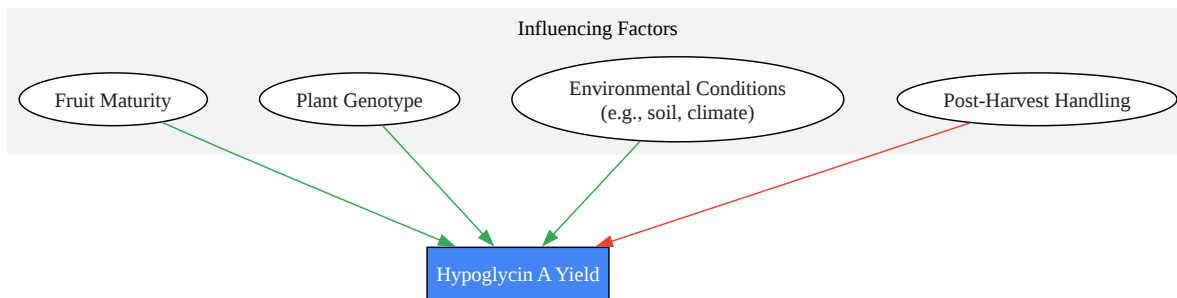 Influencing Factors
Fruit Maturity
Plant Genotype
Environmental Conditions
(e.g., soil, climate)
Post-Harvest Handling
Hypoglycin A Yield